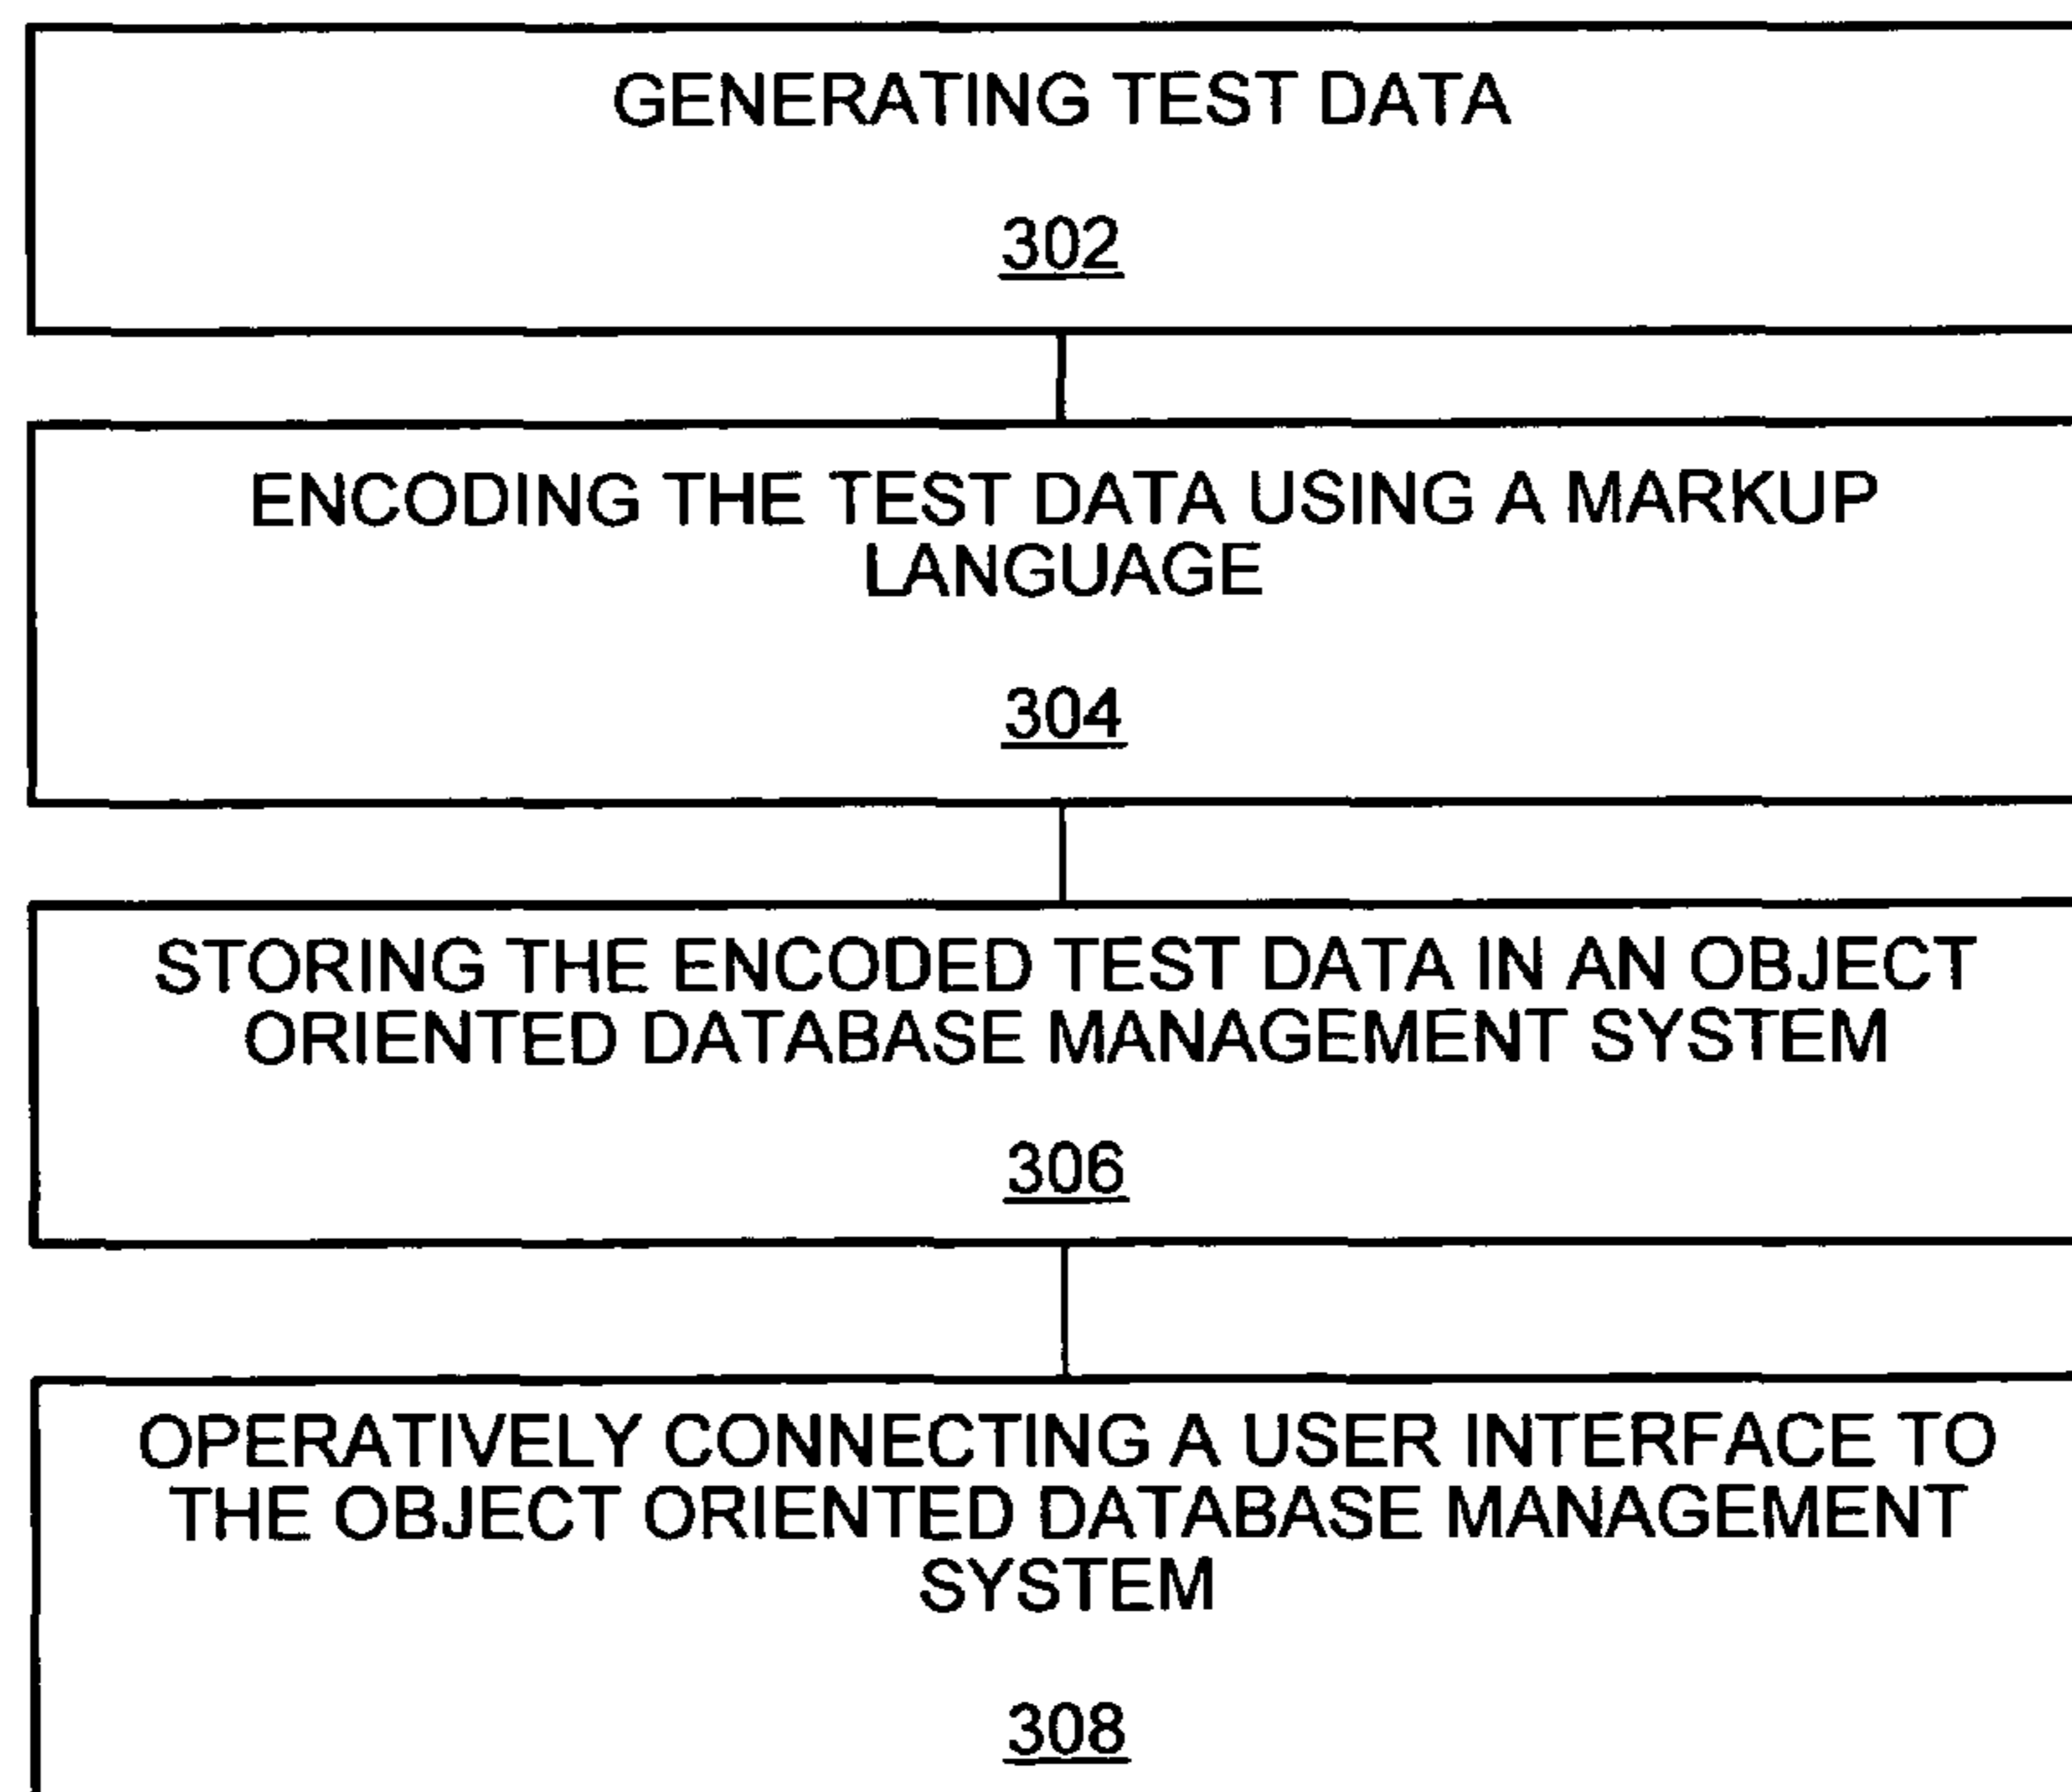 GENERATING TEST DATA
302
ENCODING THE TEST DATA USING A MARKUP
LANGUAGE
304
STORING THE ENCODED TEST DATA IN AN OBJECT
ORIENTED DATABASE MANAGEMENT SYSTEM
306
OPERATIVELY CONNECTING A USER INTERFACE TO
THE OBJECT ORIENTED DATABASE MANAGEMENT
SYSTEM
308